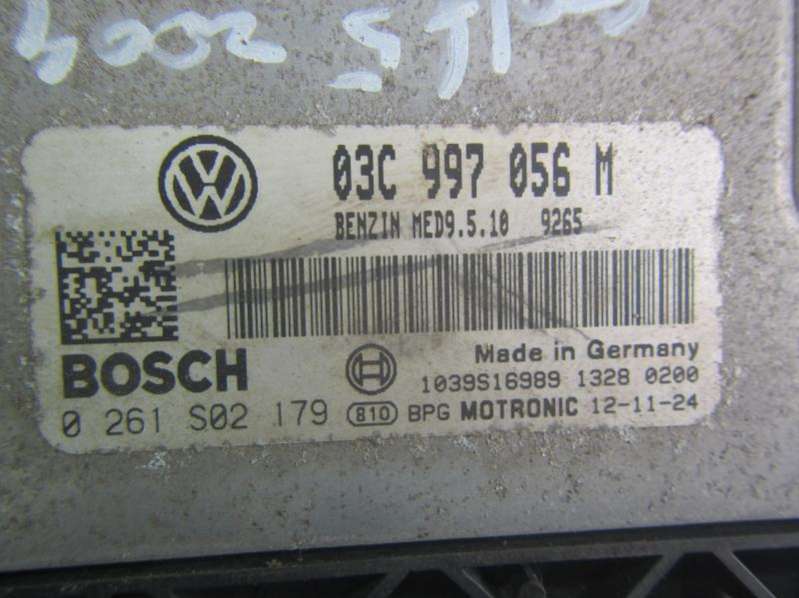 03C 997 056 M
BENZIN MED9.5.10 9265
BOSCH
Made in Germany
1039S16989 1328 0200
0 261 S02 179 810 BPG MOTRONIC 12-11-24